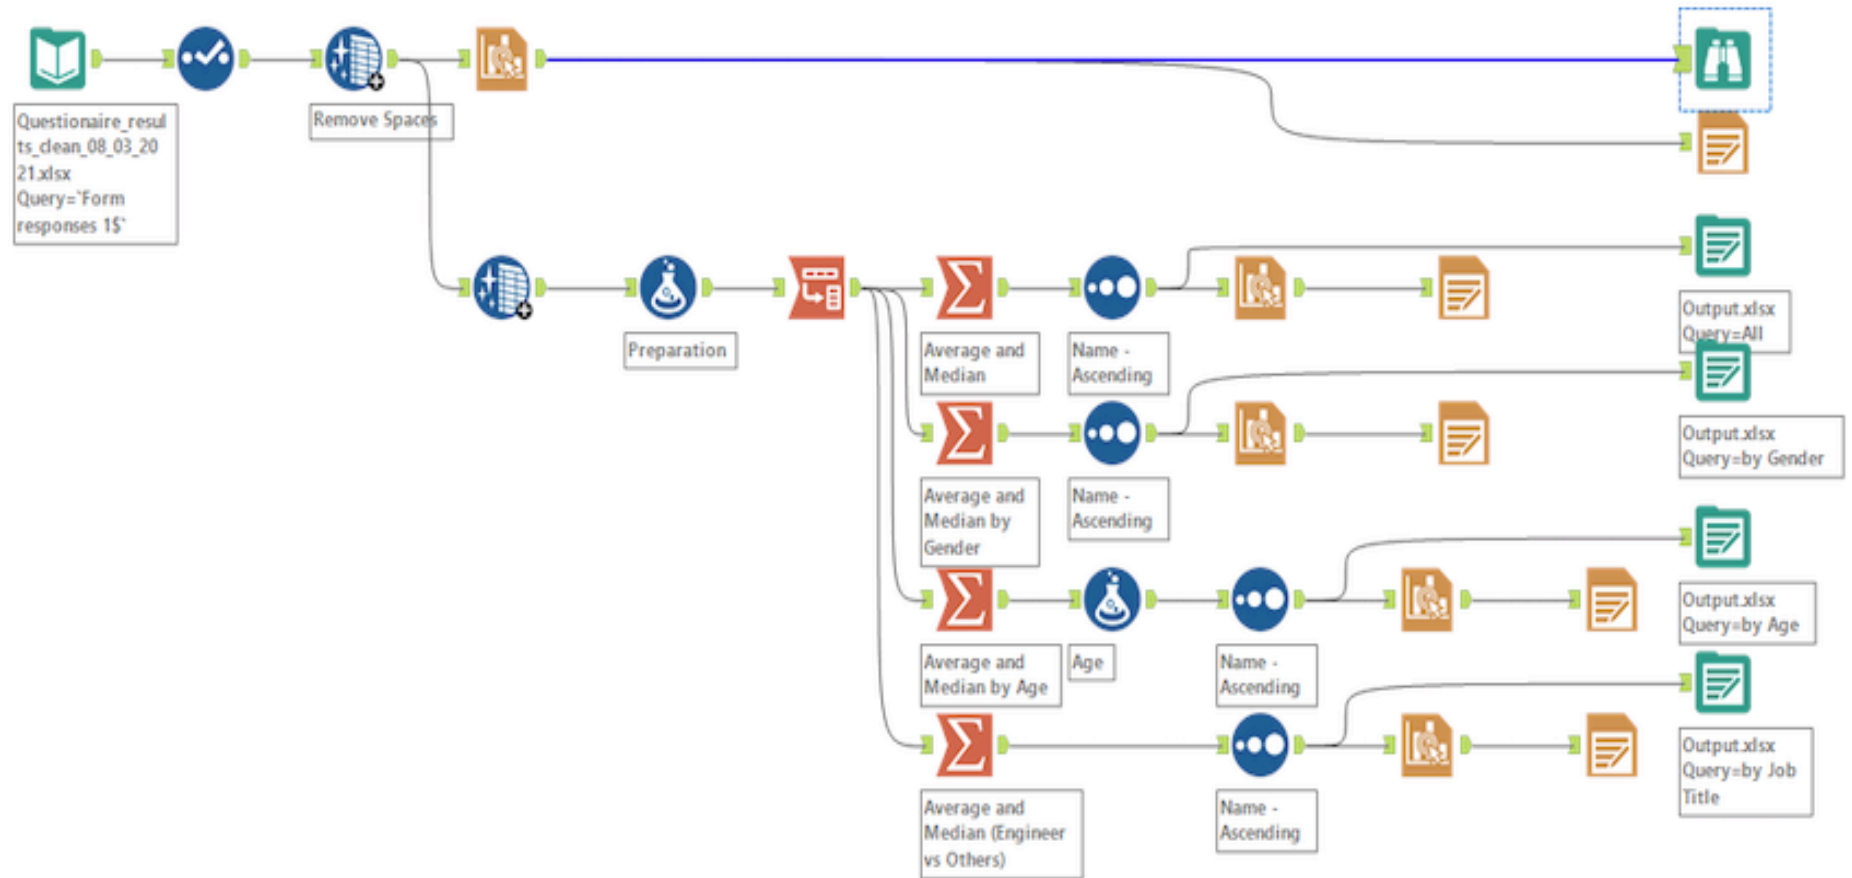 Questionaire_resul
ts_clean_08_03_20
21.xlsx
Query=`Form
responses 1$`
Remove Spaces
Preparation
Average and
Median
Name -
Ascending
Output.xlsx
Query=All
Average and
Median by
Gender
Name -
Ascending
Output.xlsx
Query=by Gender
Average and
Median by Age
Age
Name -
Ascending
Output.xlsx
Query=by Age
Average and
Median (Engineer
vs Others)
Name -
Ascending
Output.xlsx
Query=by Job
Title